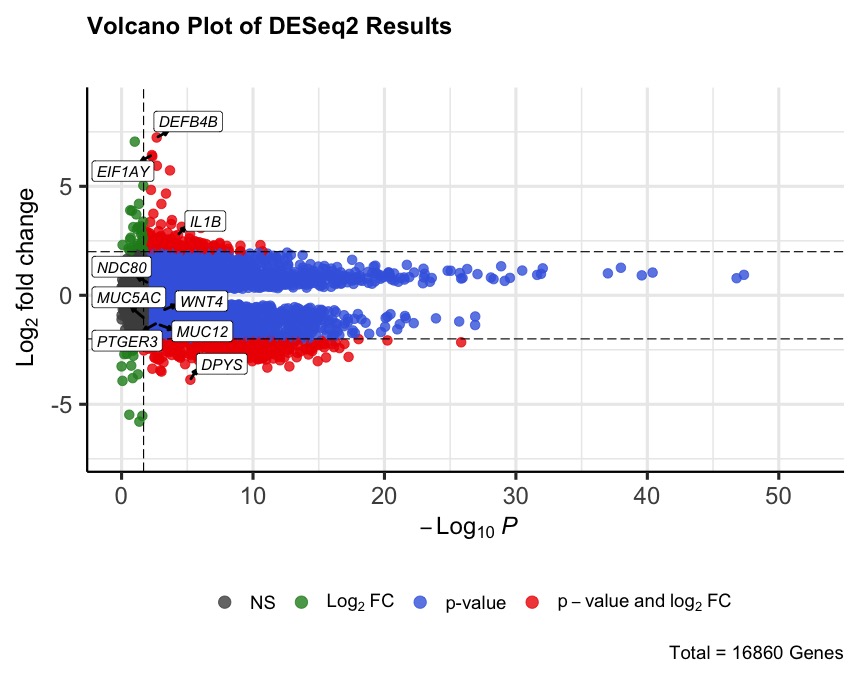 Volcano Plot of DESeq2 Results
DEFB4B
EIF1AY
5
IL1B
NDC80
0
MUC5AC
WNT4
MUC12
PTGER3
DPYS
-5
Log₂ fold change
0 10 20 30 40 50
−Log₁₀ P
NS Log₂ FC p-value p − value and log₂ FC
Total = 16860 Genes